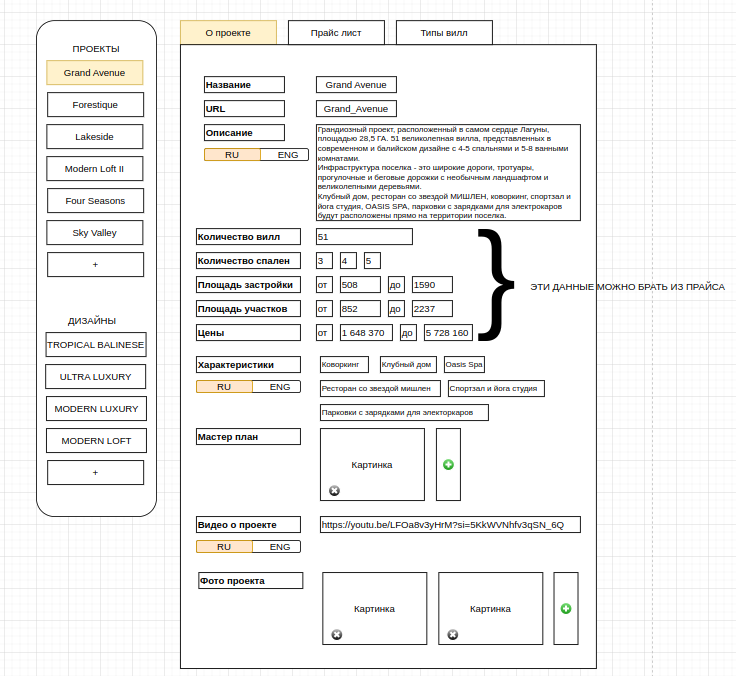 ПРОЕКТЫ
Grand Avenue
Forestique
Lakeside
Modern Loft II
Four Seasons
Sky Valley
+
ДИЗАЙНЫ
TROPICAL BALINESE
ULTRA LUXURY
MODERN LUXURY
MODERN LOFT
+
О проекте
Прайс лист
Типы вилл
Название
Grand Avenue
URL
Grand_Avenue
Описание
RU ENG
Грандиозный проект, расположенный в самом сердце Лагуны,
площадью 28,5 ГА. 51 великолепная вилла, представленных в
современном и балийском дизайне с 4-5 спальнями и 5-8 ванными
комнатами.
Инфраструктура поселка - это широкие дороги, тротуары,
прогулочные и беговые дорожки с необычным ландшафтом и
великолепными деревьями.
Клубный дом, ресторан со звездой МИШЛЕН, коворкинг, спортзал и
йога студия, OASIS SPA, парковки с зарядками для электрокаров
будут расположены прямо на территории поселка.
Количество вилл
51
Количество спален
3 4 5
Площадь застройки
от 508 до 1590
Площадь участков
от 852 до 2237
Цены
от 1 648 370 до 5 728 160
}
ЭТИ ДАННЫЕ МОЖНО БРАТЬ ИЗ ПРАЙСА
Характеристики
RU ENG
Коворкинг Клубный дом Oasis Spa
Ресторан со звездой мишлен Спортзал и йога студия
Парковки с зарядками для электоркаров
Мастер план
Картинка
Видео о проекте
https://youtu.be/LFOa8v3yHrM?si=5KkWVNhfv3qSN_6Q
RU ENG
Фото проекта
Картинка Картинка